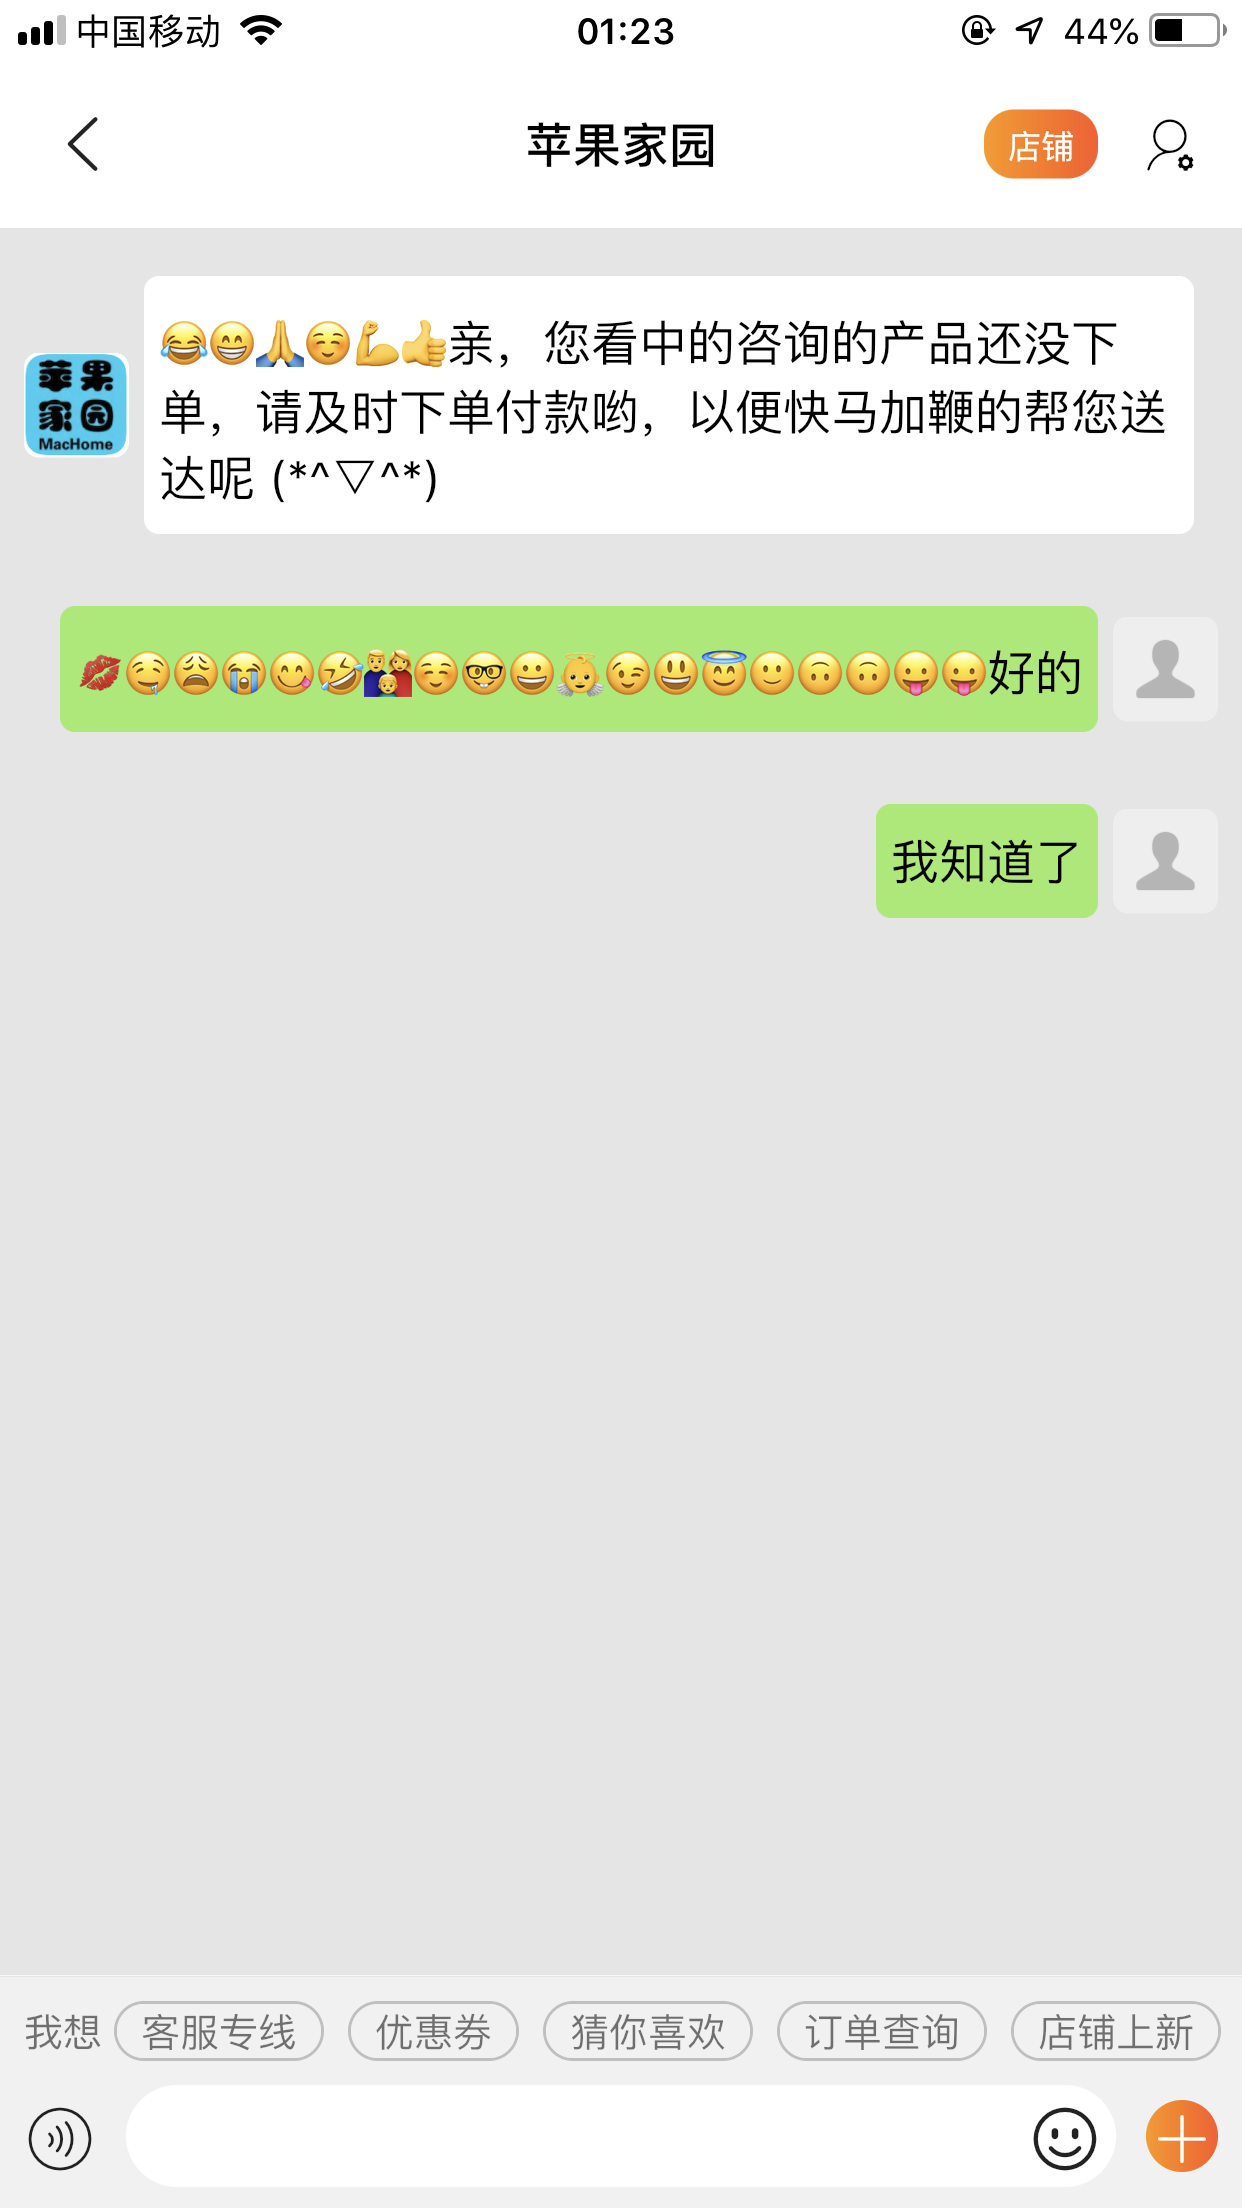 中国移动 01:23 44%
苹果家园 店铺
苹果
家园
MacHome
😂😁🙏☺️💪👍亲，您看中的咨询的产品还没下
单，请及时下单付款哟，以便快马加鞭的帮您送
达呢 (*^▽^*)
💋🤤😩😭😋🤣👨‍👩‍👦☺️🤓😀👼😉😃😇🙂🙃🙃😛😛好的
我知道了
我想 客服专线 优惠券 猜你喜欢 订单查询 店铺上新